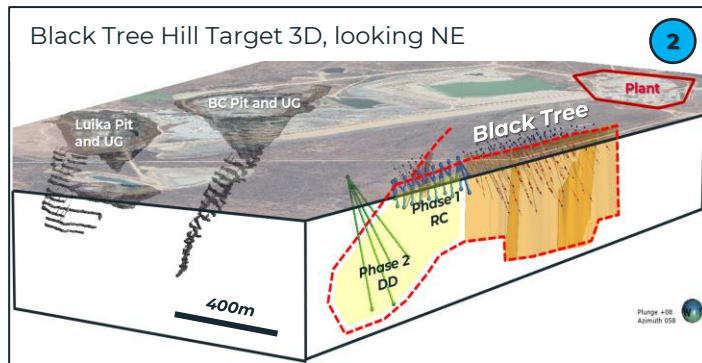 Black Tree Hill Target 3D, looking NE
2
Plant
BC Pit and UG
Luika Pit
and UG
Black Tree
Phase 1
RC
Phase 2
DD
400m
Plunge +08
Azimuth 058
W